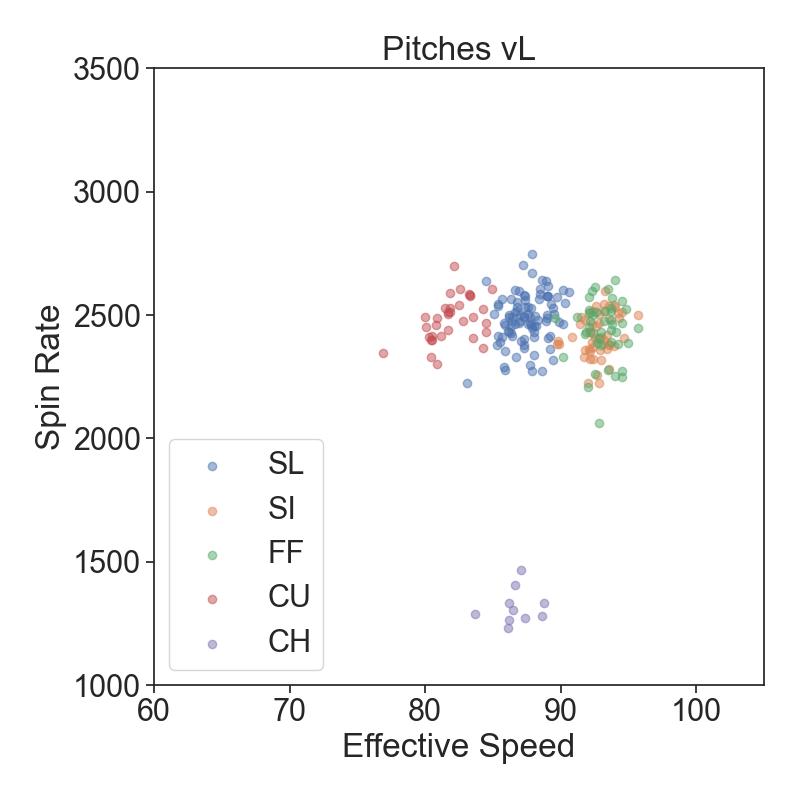 Pitches vL
3500
3000
2500
2000
1500
1000
Spin Rate
SL
SI
FF
CU
CH
60 70 80 90 100
Effective Speed